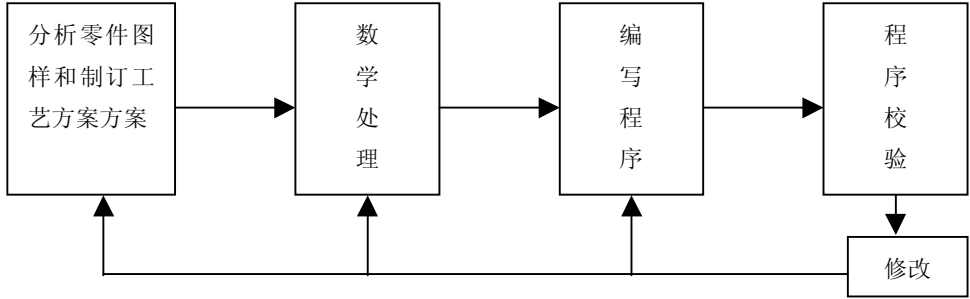 分析零件图
样和制订工
艺方案方案
数
学
处
理
编
写
程
序
程
序
校
验
修改